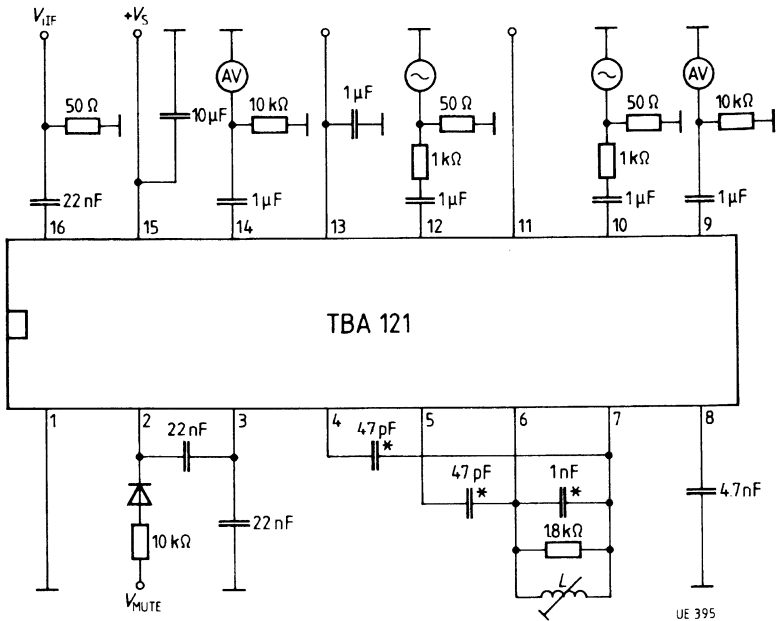 V_iIF
+V_S
50 Ω
10 µF
AV
10 kΩ
1 µF
50 Ω
1 kΩ
50 Ω
1 kΩ
AV
10 kΩ
22 nF
1 µF
1 µF
1 µF
1 µF
16 15 14 13 12 11 10 9
TBA 121
1 2 3 4 5 6 7 8
22 nF
47 pF
*
47 pF
*
1 nF
*
4.7 nF
10 kΩ
22 nF
1.8 kΩ
L
V_MUTE
UE 395